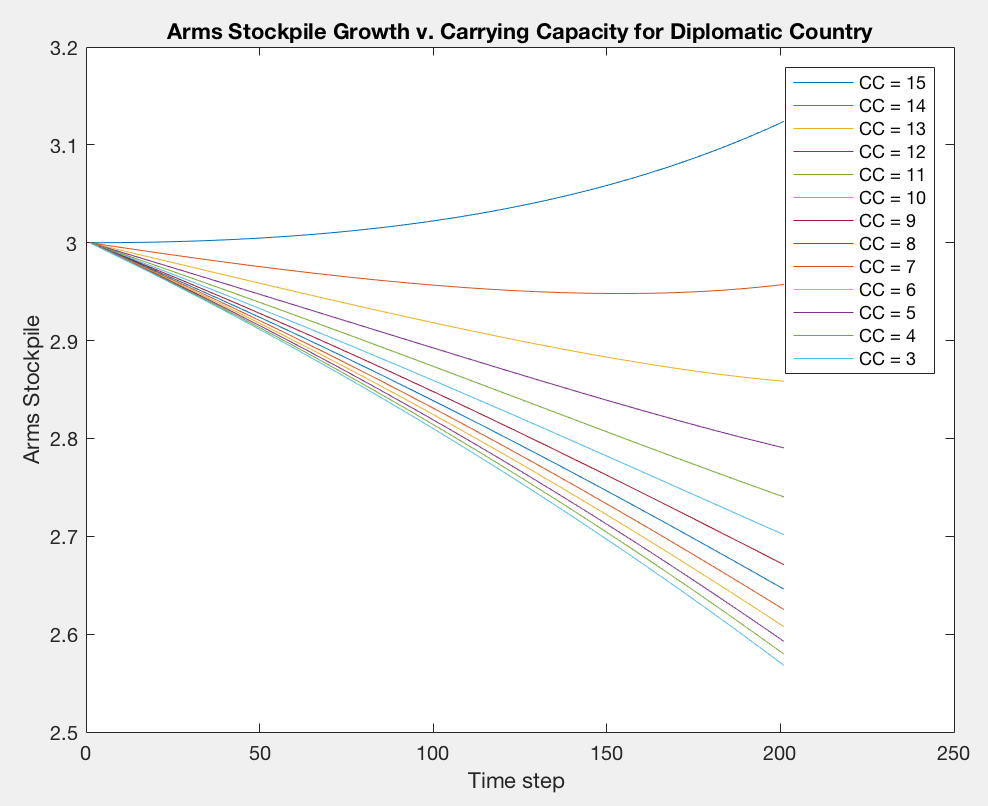 Arms Stockpile Growth v. Carrying Capacity for Diplomatic Country
3.2
3.1
3
2.9
2.8
2.7
2.6
2.5
Arms Stockpile
0
50
100
150
200
250
Time step
CC = 15
CC = 14
CC = 13
CC = 12
CC = 11
CC = 10
CC = 9
CC = 8
CC = 7
CC = 6
CC = 5
CC = 4
CC = 3